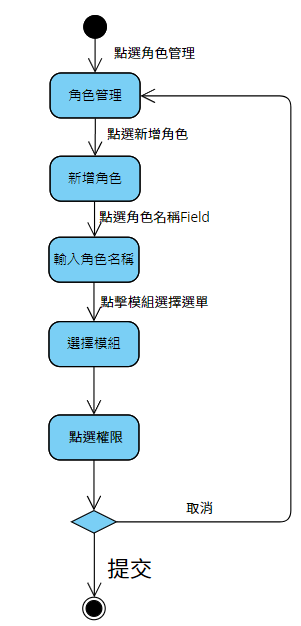 點選角色管理
角色管理
點選新增角色
新增角色
點選角色名稱Field
輸入角色名稱
點擊模組選擇選單
選擇模組
點選權限
取消
提交